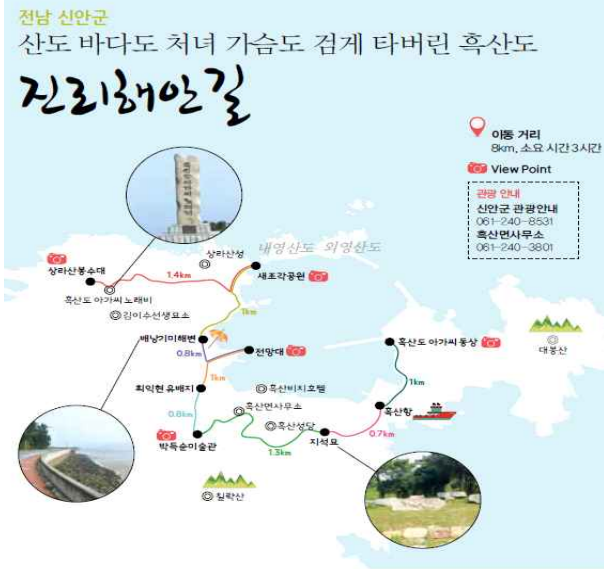 전남 신안군
산도 바다도 처녀 가슴도 검게 타버린 흑산도
진리해안길
이동 거리
8km, 소요 시간 3시간
View Point
관광 안내
신안군 관광안내
061-240-8531
흑산면사무소
061-240-3801
내영산도 외영산도
상라산성
상라산봉수대
새조각공원
1.4km
흑산도 아가씨 노래비
김이수선생묘소
1km
배낭기미해변
0.8km
전망대
흑산도 아가씨 동상
대봉산
1km
최익현 유배지
흑산비치호텔
1km
0.8km
흑산면사무소
흑산항
흑산성당
0.7km
박득순미술관
지석묘
1.3km
칠락산